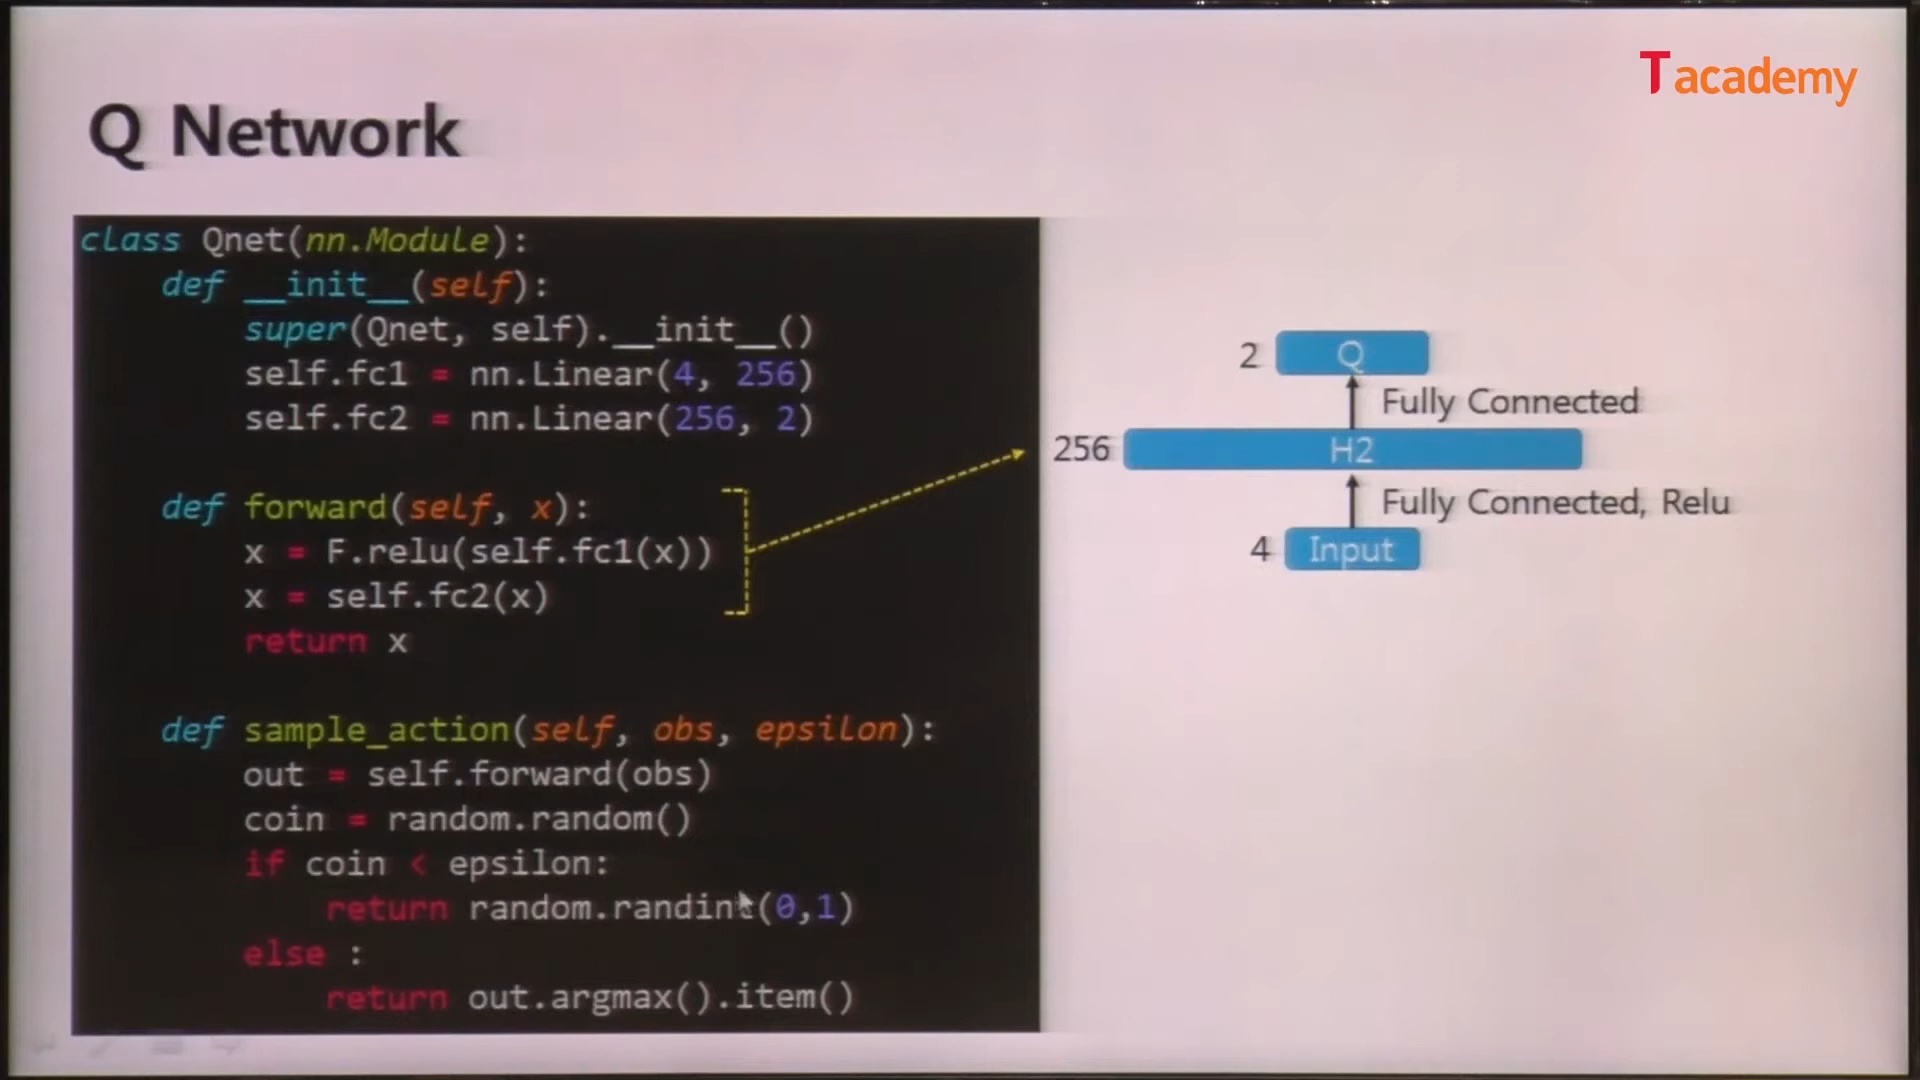 T academy
Q Network
class Qnet(nn.Module):
    def __init__(self):
        super(Qnet, self).__init__()
        self.fc1 = nn.Linear(4, 256)
        self.fc2 = nn.Linear(256, 2)
    def forward(self, x):
        x = F.relu(self.fc1(x))
        x = self.fc2(x)
        return x
    def sample_action(self, obs, epsilon):
        out = self.forward(obs)
        coin = random.random()
        if coin < epsilon:
            return random.randint(0,1)
        else :
            return out.argmax().item()
2 Q
Fully Connected
256 H2
Fully Connected, Relu
4 Input